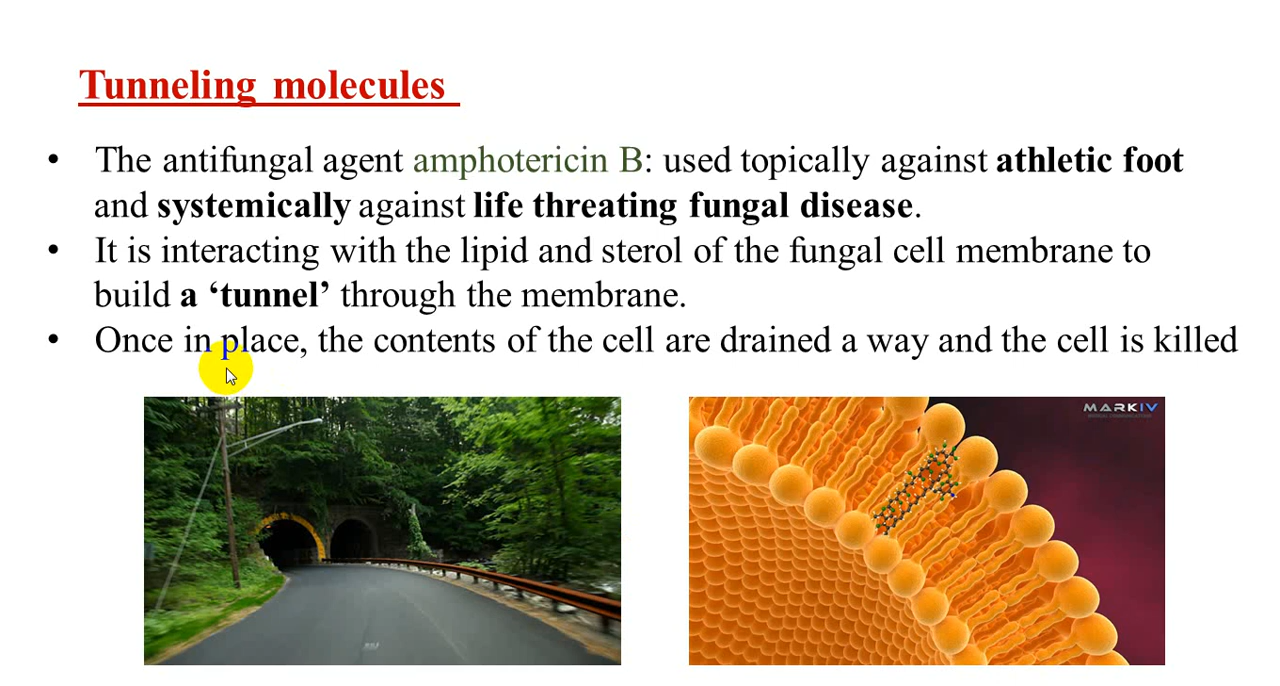 Tunneling molecules
• The antifungal agent amphotericin B: used topically against athletic foot
and systemically against life threating fungal disease.
• It is interacting with the lipid and sterol of the fungal cell membrane to
build a ‘tunnel’ through the membrane.
• Once in place, the contents of the cell are drained a way and the cell is killed
MARKIV